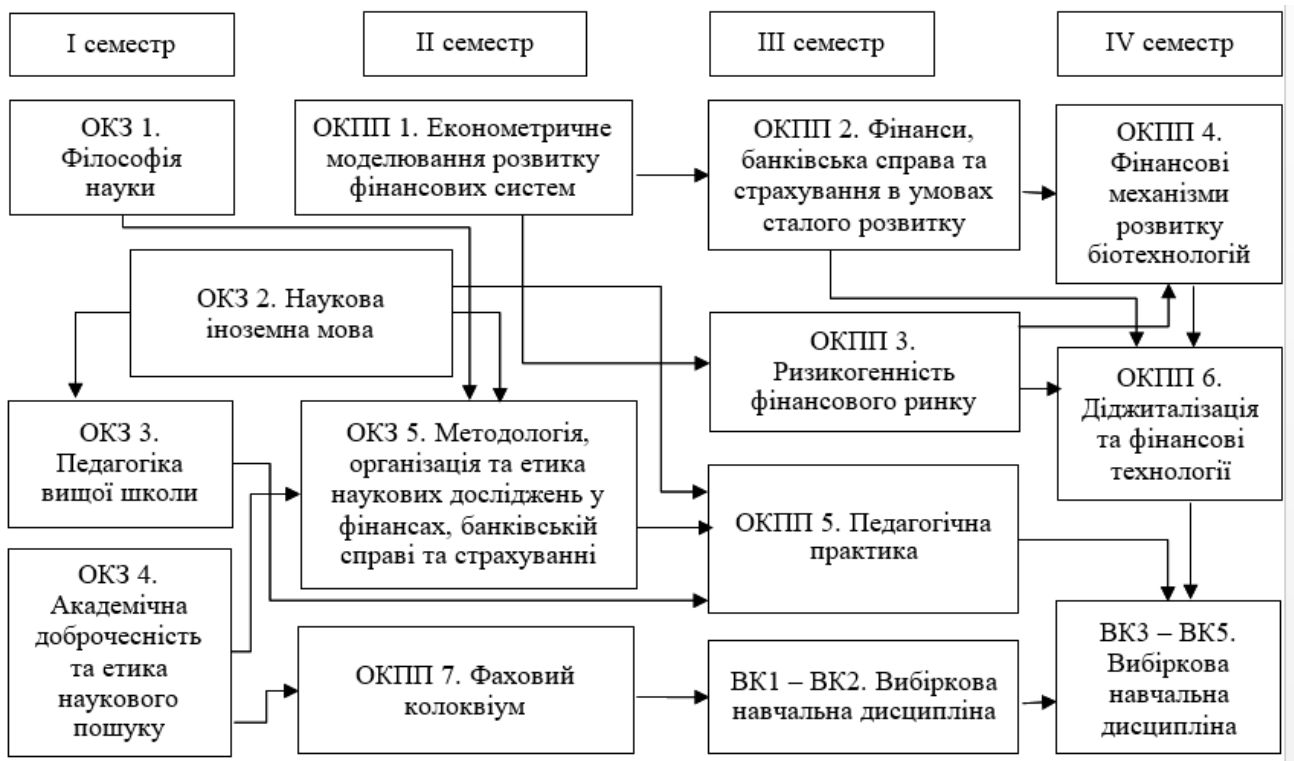 І семестр
ІІ семестр
ІІІ семестр
IV семестр
ОКЗ 1.
Філософія
науки
ОКПП 1. Економетричне
моделювання розвитку
фінансових систем
ОКПП 2. Фінанси,
банківська справа та
страхування в умовах
сталого розвитку
ОКПП 4.
Фінансові
механізми
розвитку
біотехнологій
ОКЗ 2. Наукова
іноземна мова
ОКПП 3.
Ризикогенність
фінансового ринку
ОКПП 6.
Діджиталізація
та фінансові
технології
ОКЗ 3.
Педагогіка
вищої школи
ОКЗ 5. Методологія,
організація та етика
наукових досліджень у
фінансах, банківській
справі та страхуванні
ОКПП 5. Педагогічна
практика
ОКЗ 4.
Академічна
доброчесність
та етика
наукового
пошуку
ОКПП 7. Фаховий
колоквіум
ВК1 – ВК2. Вибіркова
навчальна дисципліна
ВК3 – ВК5.
Вибіркова
навчальна
дисципліна